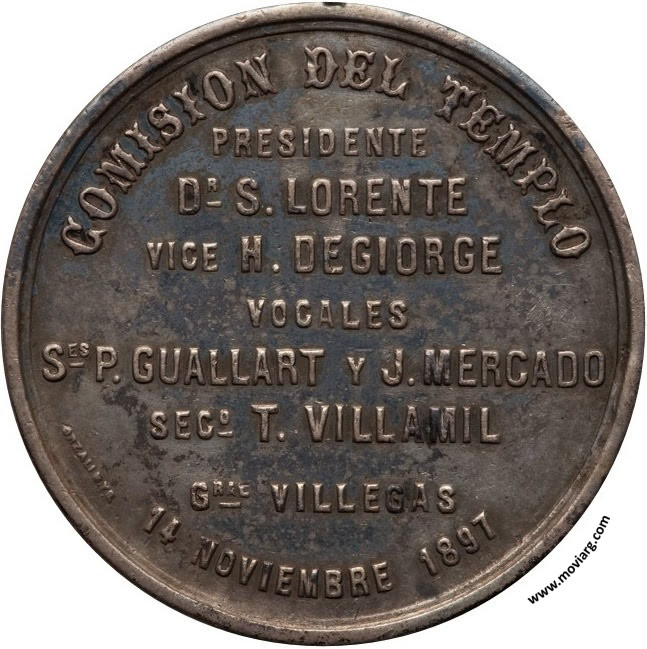 COMISION DEL TEMPLO
PRESIDENTE
DR S. LORENTE
VICE H. DEGIORGE
VOCALES
SES P. GUALLART Y J. MERCADO
SECO T. VILLAMIL
GRAL VILLEGAS
14 NOVIEMBRE 1897
www.moviarg.com